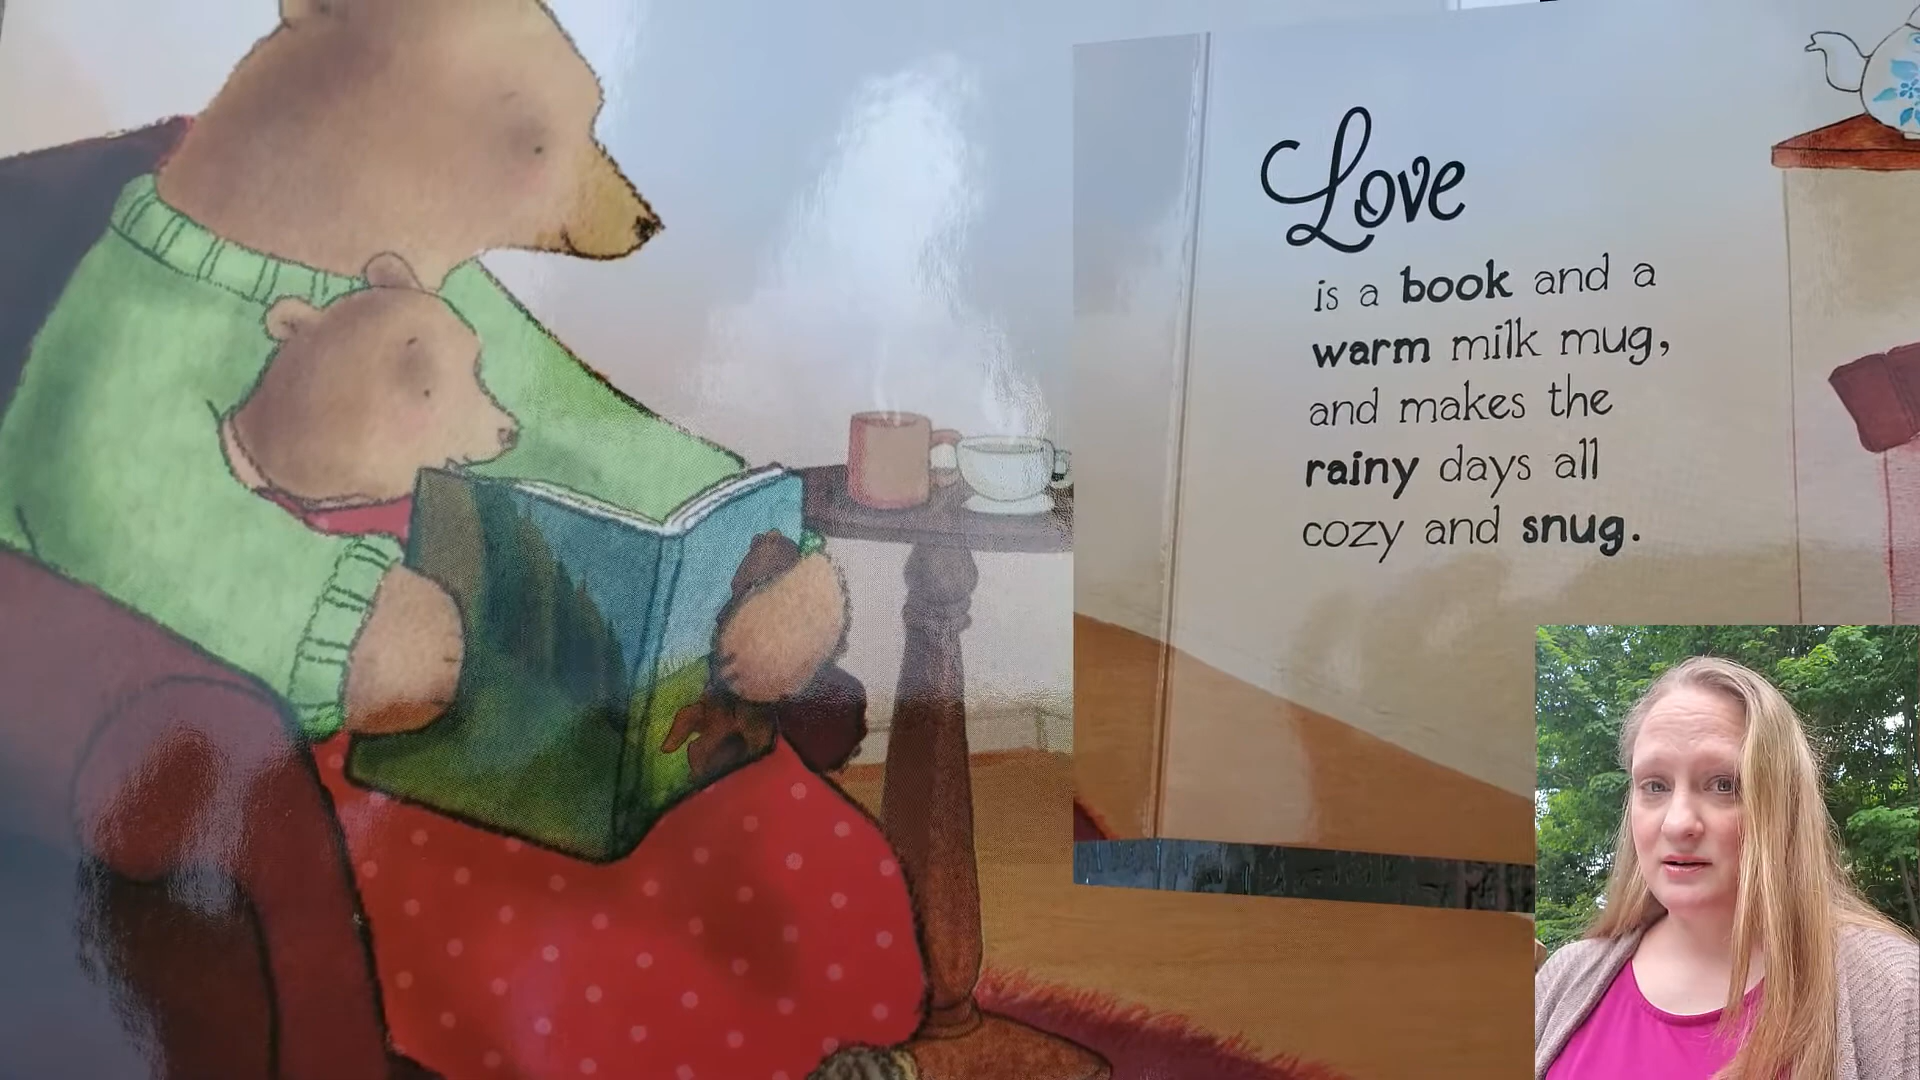 Love
is a book and a
warm milk mug,
and makes the
rainy days all
cozy and snug.